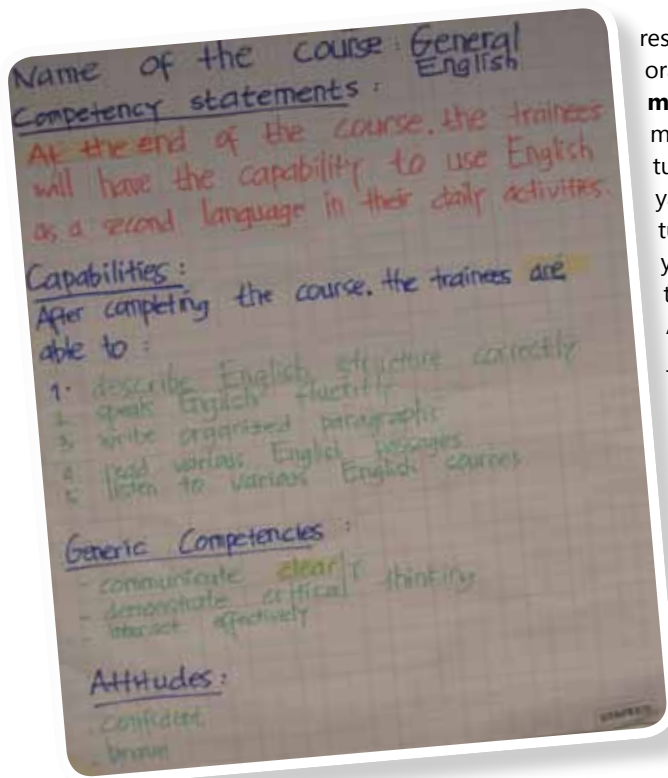 Name of the course : General
English
Competency statements :
At the end of the course. the trainees
will have the capability to use English
as a second language in their daily activities.
Capabilities :
After completing the course. the trainees are
able to :
1. describe English structure correctly
2 speak English fluently
3 write organized paragraphs
4 read various English passages
5 listen to various English courses
Generic Competencies :
- communicate clearly
- demonstrate critical thinking
- interact effectively
Attitudes :
. confident
res
or
m
m
tu
y
tu
y
t